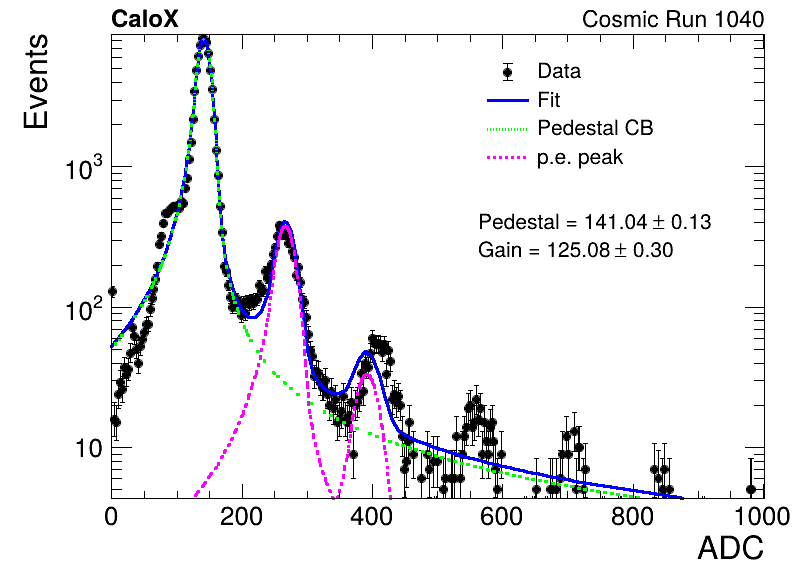 CaloX
Cosmic Run 1040
Events
Data
Fit
Pedestal CB
p.e. peak
Pedestal = 141.04 ± 0.13
Gain = 125.08 ± 0.30
10³
10²
10
0 200 400 600 800 1000
ADC